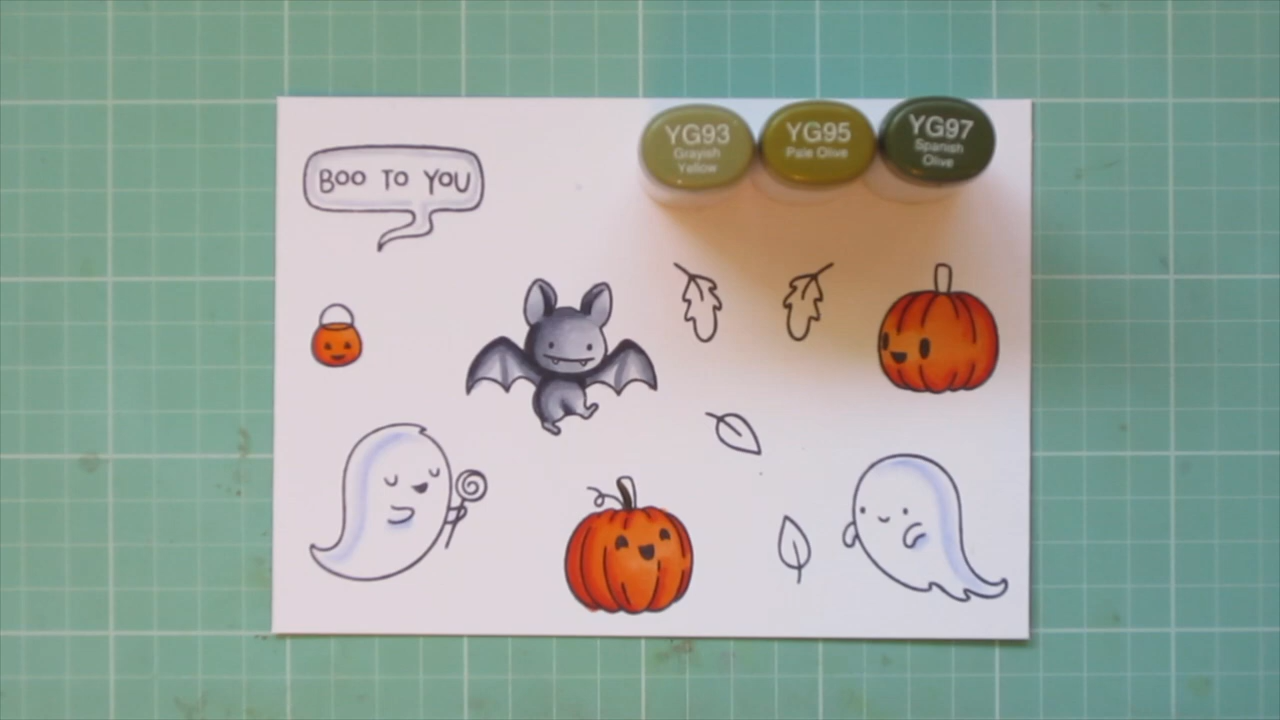 BOO TO YOU
YG93
Grayish
Yellow
YG95
Pale Olive
YG97
Spanish
Olive